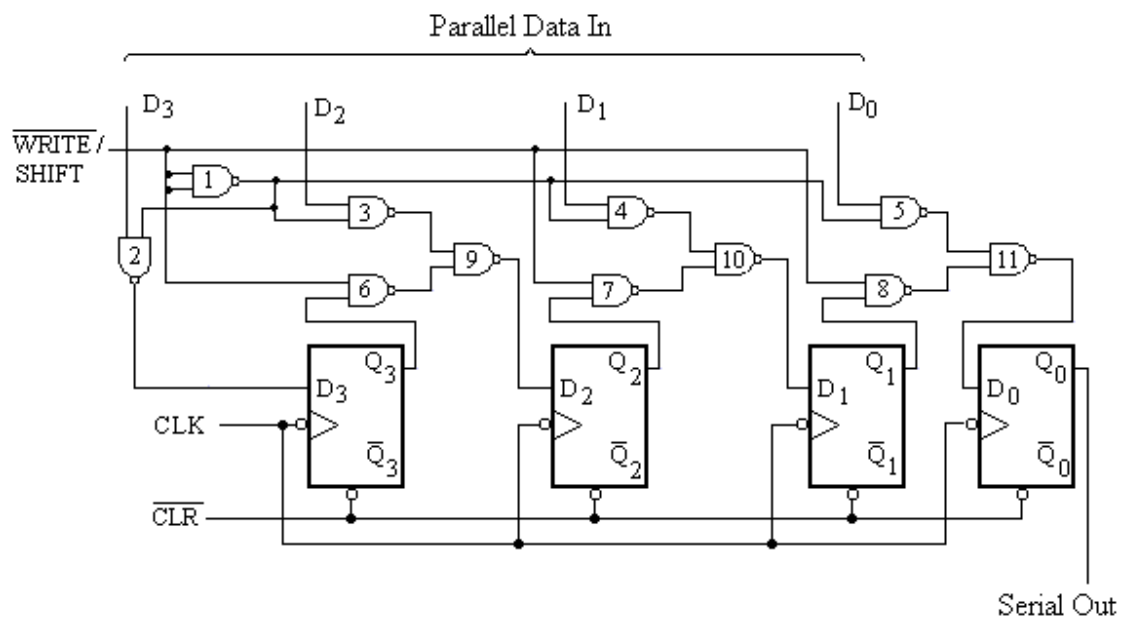 Parallel Data In
D3 D2 D1 D0
WRITE /
SHIFT
1 3 4 5
2 9 10 11
6 7 8
Q3 Q2 Q1 Q0
D3 D2 D1 D0
CLK
Q̅3 Q̅2 Q̅1 Q̅0
CLR
Serial Out